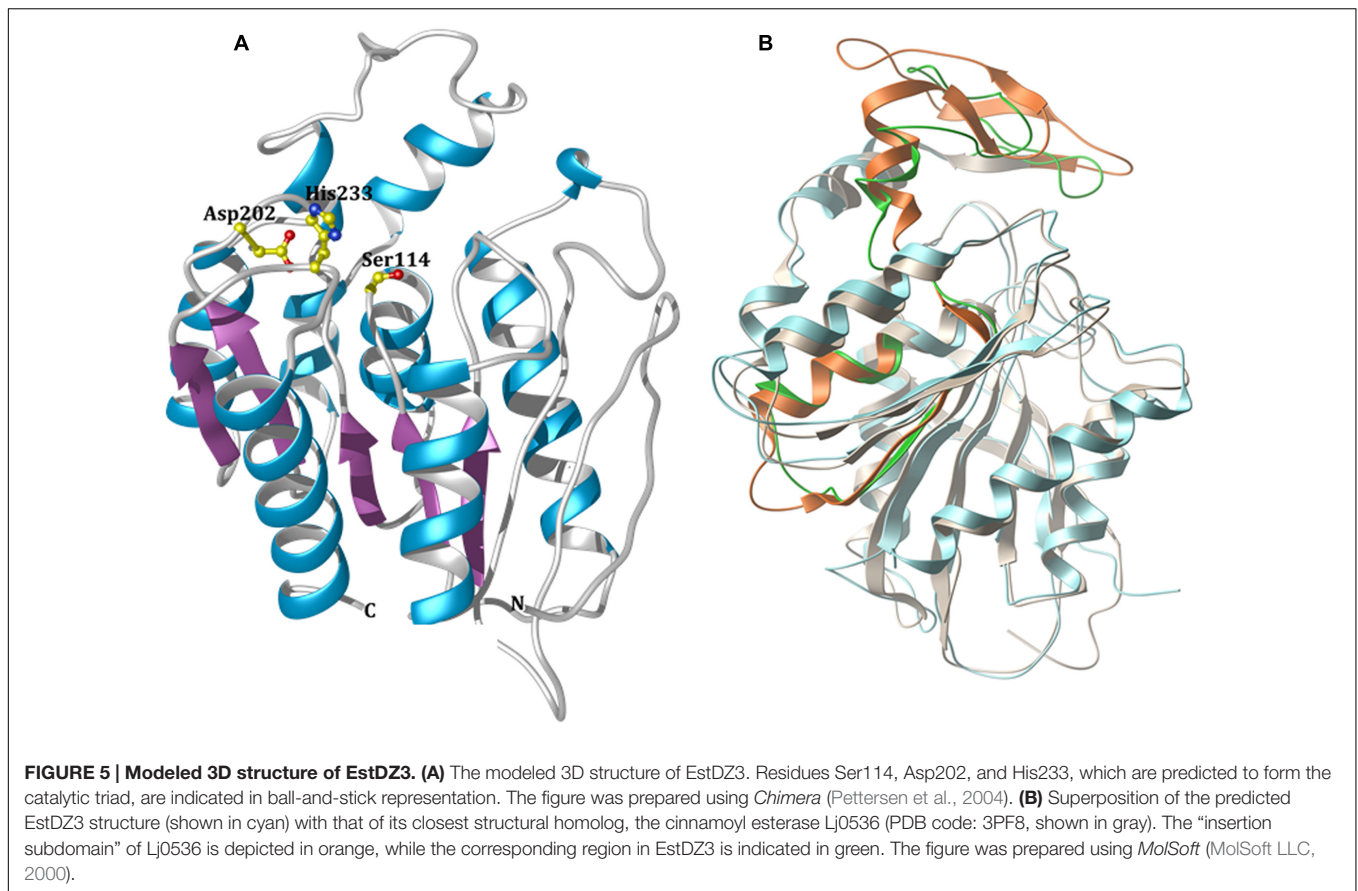 A
B
His233
Asp202
Ser114
C
N
FIGURE 5 | Modeled 3D structure of EstDZ3. (A) The modeled 3D structure of EstDZ3. Residues Ser114, Asp202, and His233, which are predicted to form the
catalytic triad, are indicated in ball-and-stick representation. The figure was prepared using Chimera (Pettersen et al., 2004). (B) Superposition of the predicted
EstDZ3 structure (shown in cyan) with that of its closest structural homolog, the cinnamoyl esterase Lj0536 (PDB code: 3PF8, shown in gray). The “insertion
subdomain” of Lj0536 is depicted in orange, while the corresponding region in EstDZ3 is indicated in green. The figure was prepared using MolSoft (MolSoft LLC,
2000).